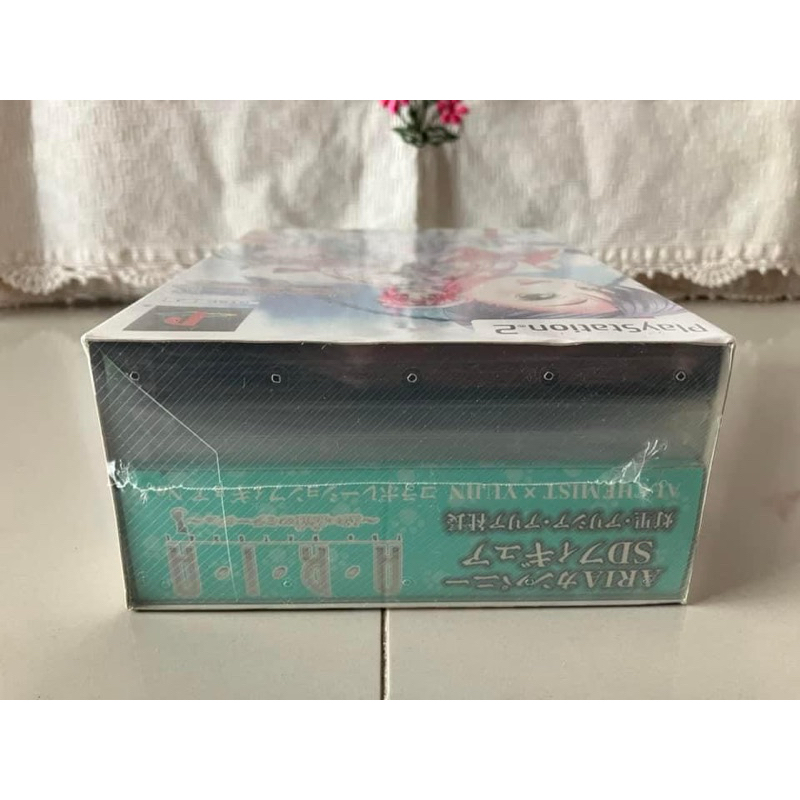 PlayStation.2
ARIAカンパニー
SDフィギュア
灯里・アリシア・アリア社長
ALCHEMIST × YUJIN コラボレーションフィギュア
ARIA